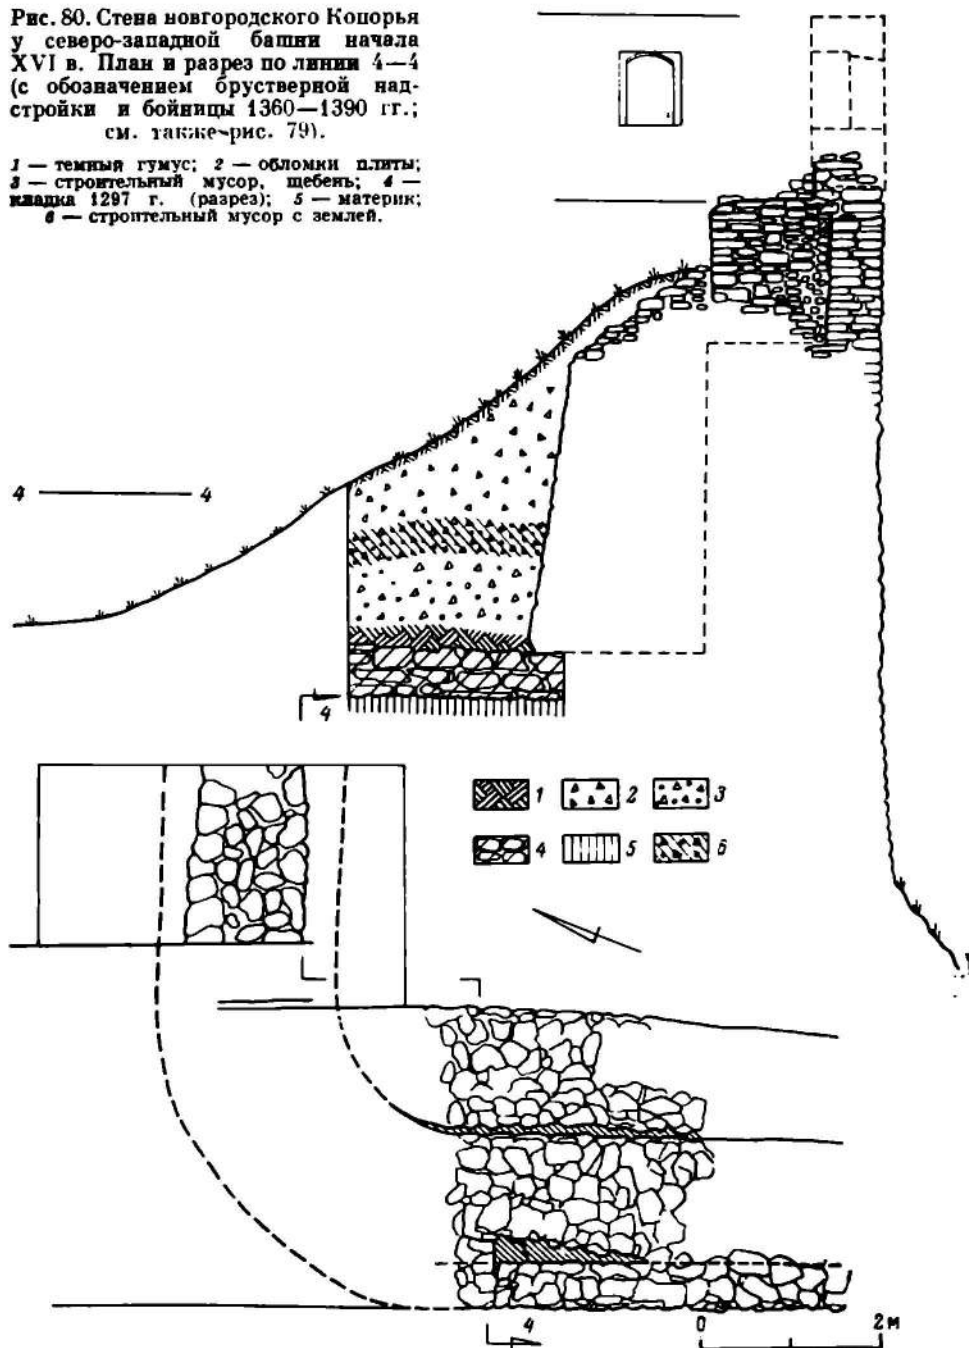 Рис. 80. Стена новгородского Копорья
у северо-западной башни начала
XVI в. План и разрез по линии 4—4
(с обозначением брустверной над-
стройки и бойницы 1360—1390 гг.;
см. также рис. 79).
1 — темный гумус; 2 — обломки плиты;
3 — строительный мусор, щебень; 4 —
кладка 1297 г. (разрез); 5 — материк;
6 — строительный мусор с землей.
4 4
4
1 2 3
4 5 6
4 0 2 м